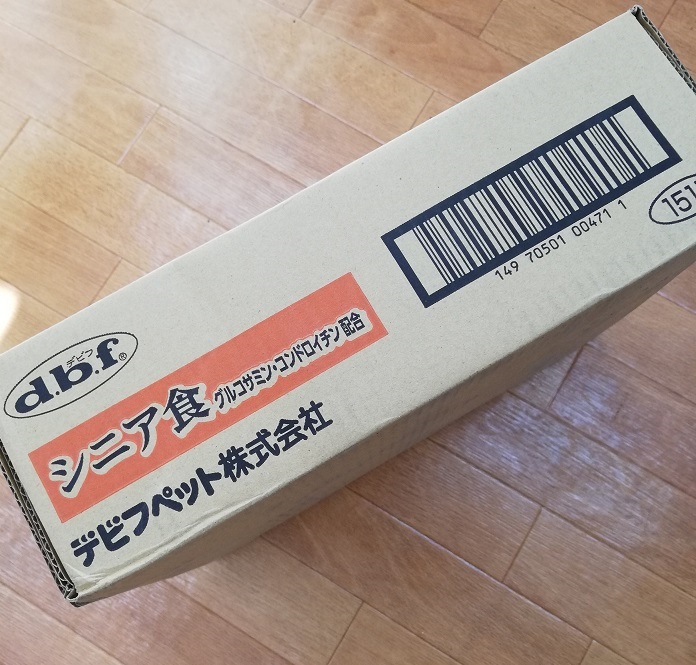 デビフ
d.b.f®
シニア食 グルコサミン・コンドロイチン配合
デビフペット株式会社
149 70501 00471 1
151